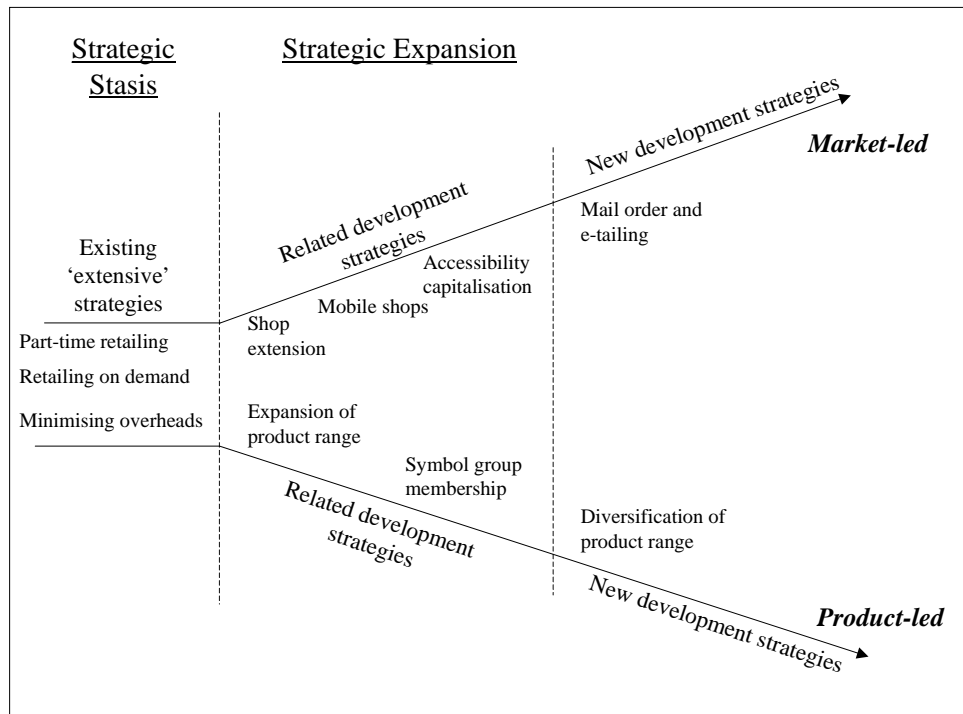 Strategic
Stasis
Strategic Expansion
New development strategies
Market-led
Related development
strategies
Mail order and
e-tailing
Existing
‘extensive’
strategies
Accessibility
capitalisation
Mobile shops
Shop
extension
Part-time retailing
Retailing on demand
Minimising overheads
Expansion of
product range
Symbol group
membership
Related development
strategies
Diversification of
product range
New development strategies
Product-led